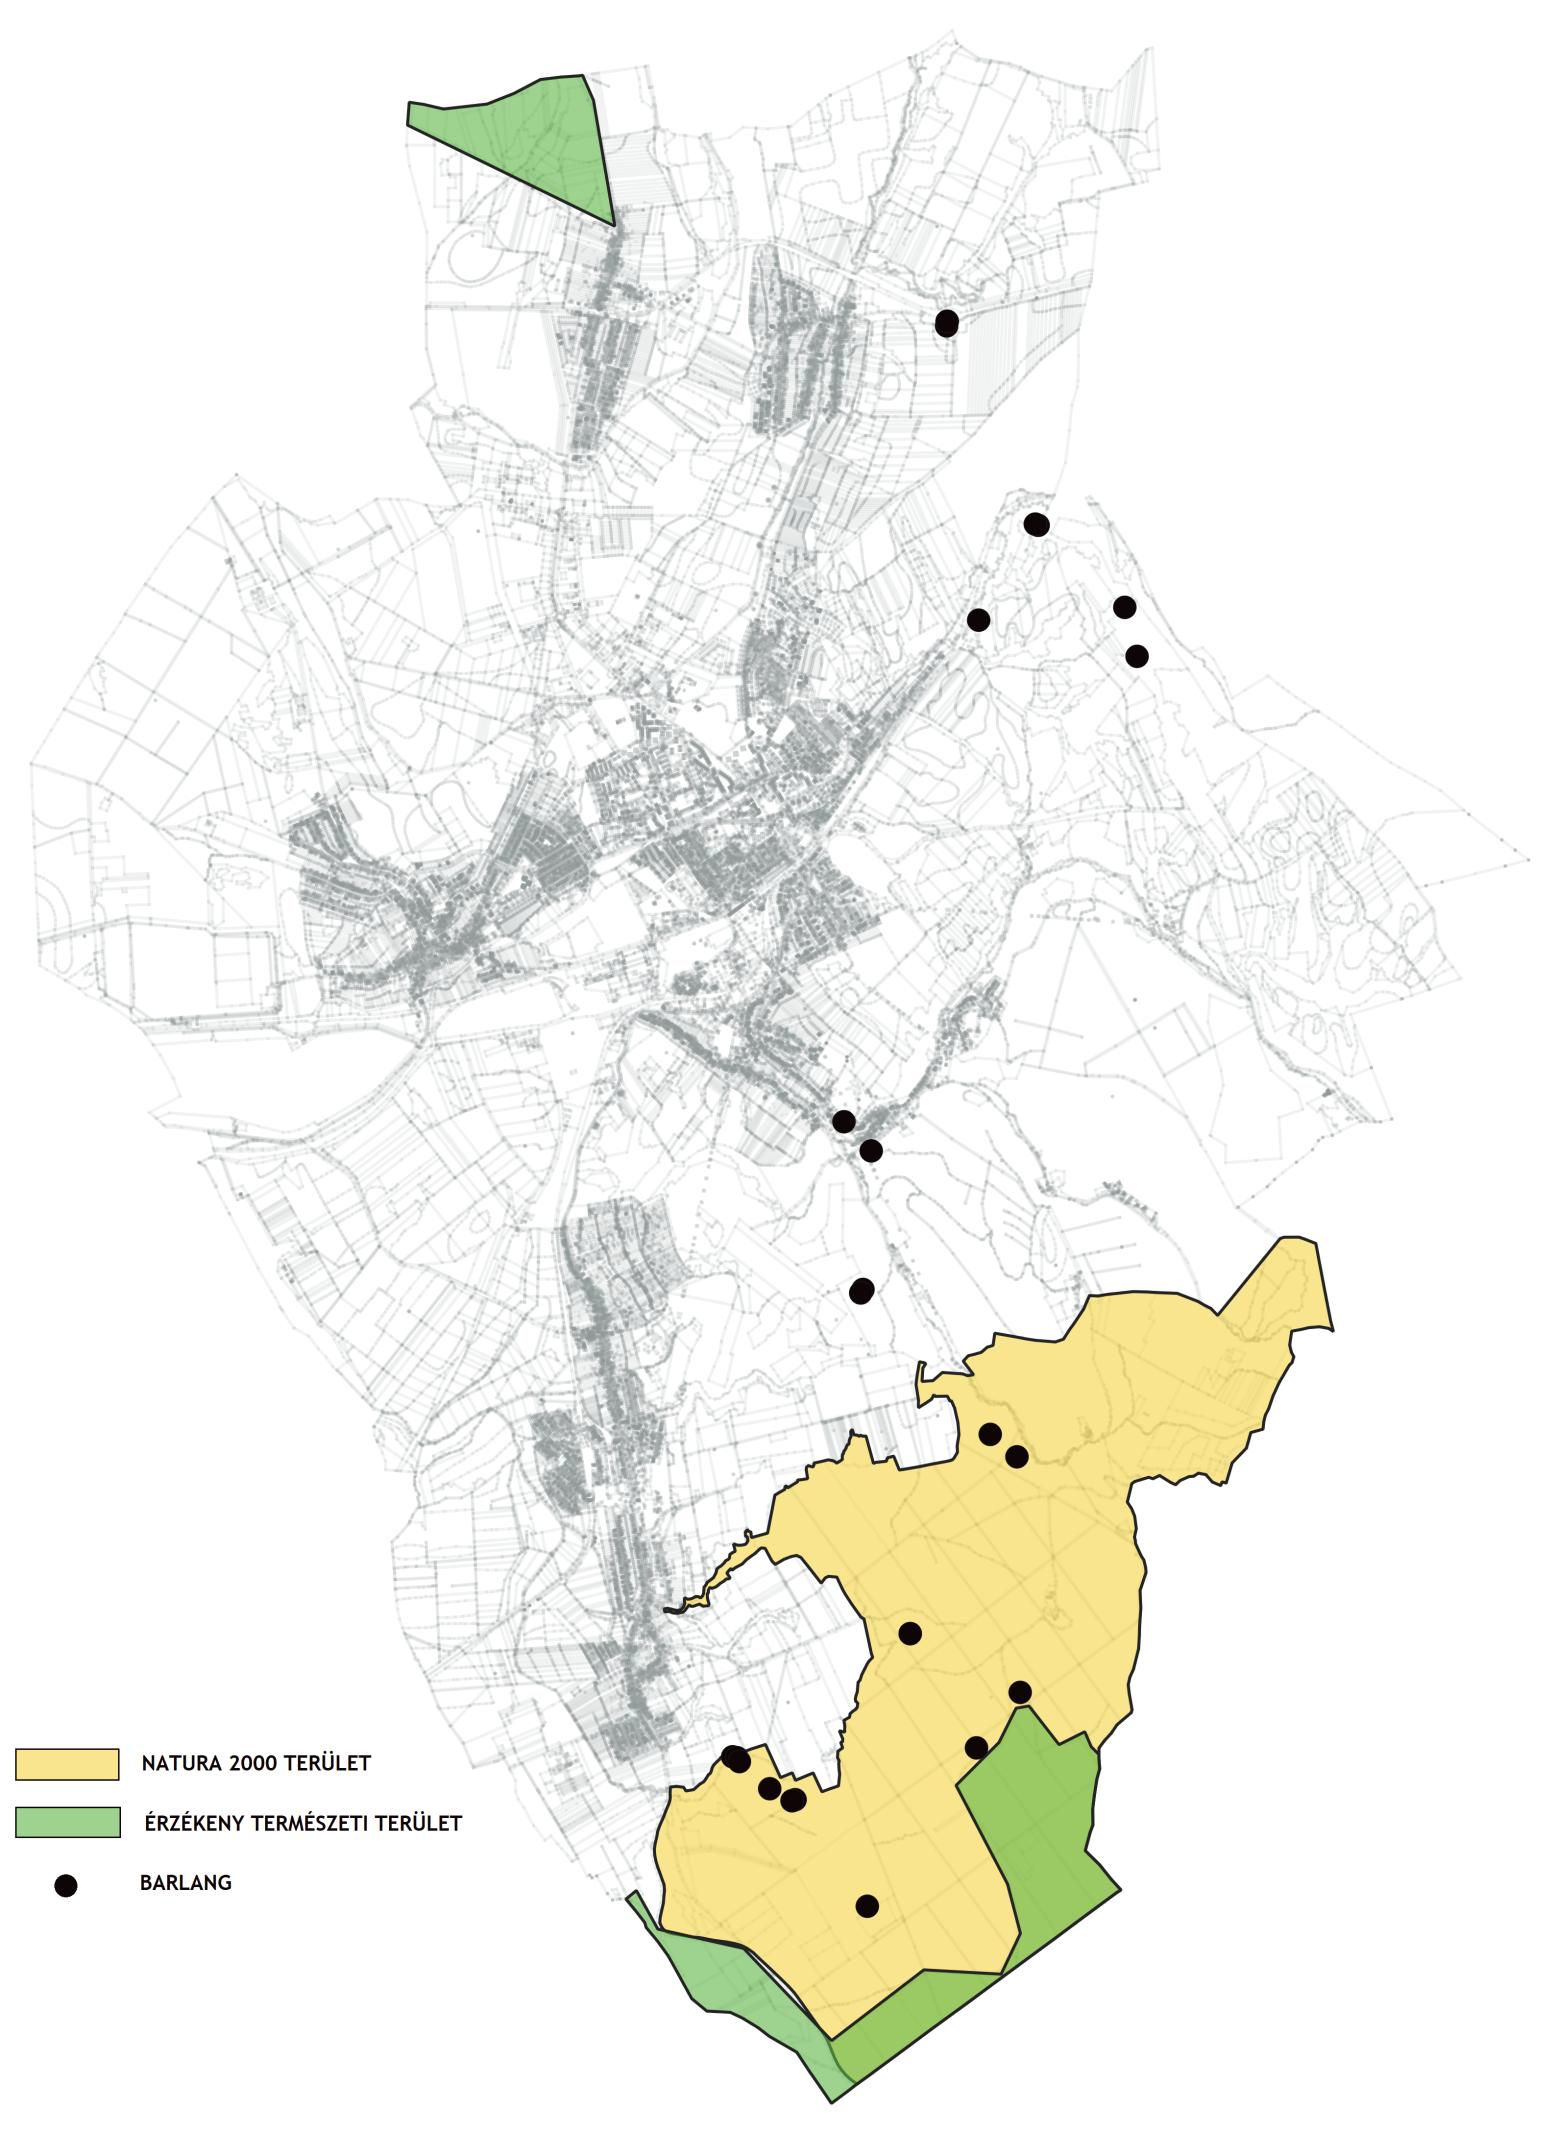 NATURA 2000 TERÜLET
ÉRZÉKENY TERMÉSZETI TERÜLET
BARLANG